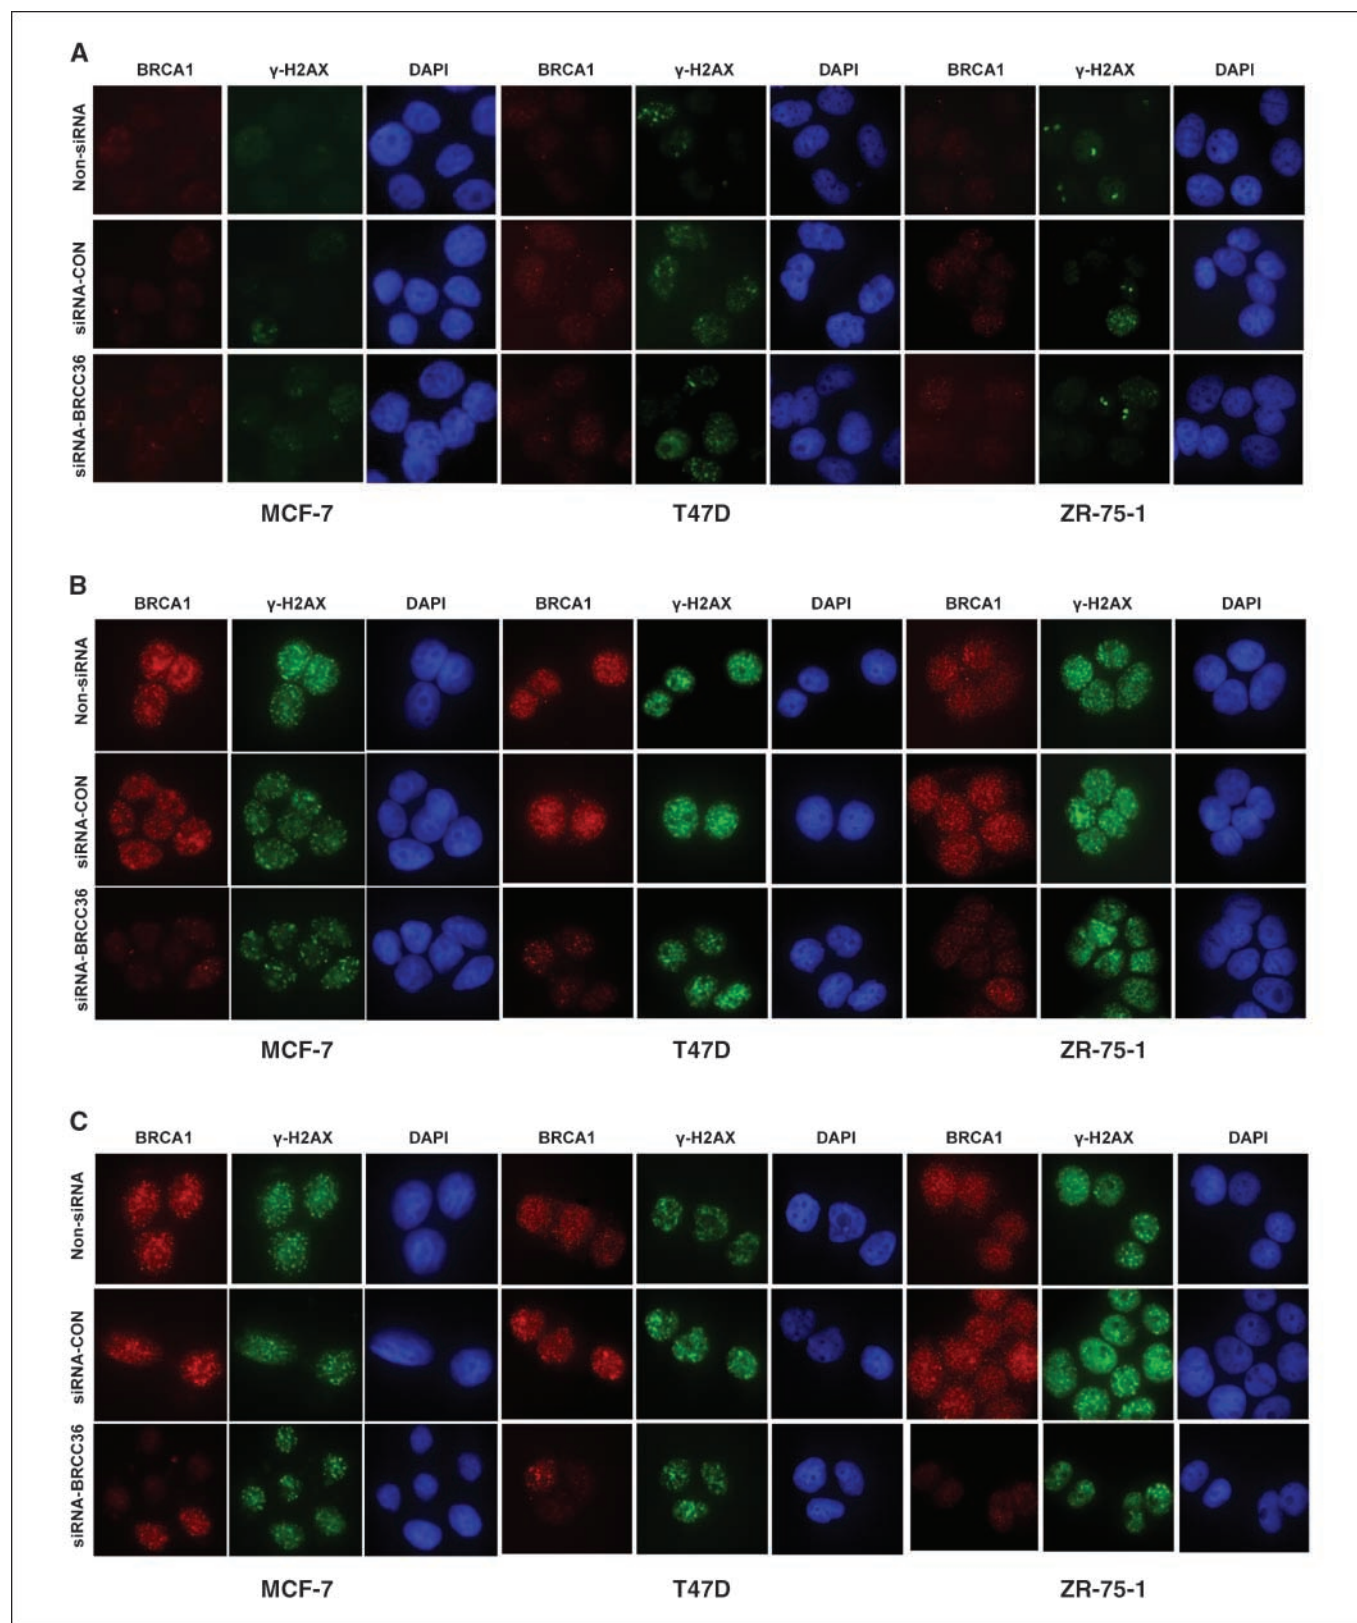 A
BRCA1 γ-H2AX DAPI BRCA1 γ-H2AX DAPI BRCA1 γ-H2AX DAPI
Non-siRNA
siRNA-CON
siRNA-BRCC36
MCF-7 T47D ZR-75-1
B
BRCA1 γ-H2AX DAPI BRCA1 γ-H2AX DAPI BRCA1 γ-H2AX DAPI
Non-siRNA
siRNA-CON
siRNA-BRCC36
MCF-7 T47D ZR-75-1
C
BRCA1 γ-H2AX DAPI BRCA1 γ-H2AX DAPI BRCA1 γ-H2AX DAPI
Non-siRNA
siRNA-CON
siRNA-BRCC36
MCF-7 T47D ZR-75-1